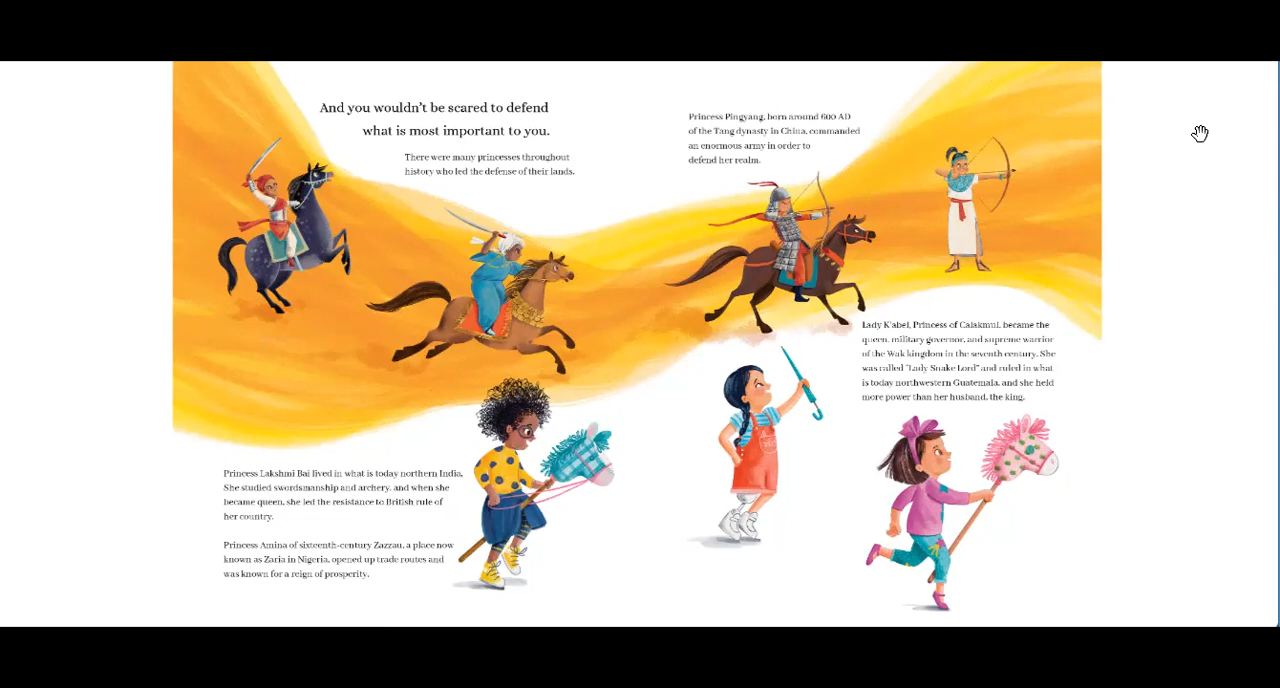 And you wouldn't be scared to defend
what is most important to you.
There were many princesses throughout
history who led the defense of their lands.
Princess Pingyang, born around 600 AD
of the Tang dynasty in China, commanded
an enormous army in order to
defend her realm.
Lady K'abel, Princess of Calakmul, became the
queen, military governor, and supreme warrior
of the Wak kingdom in the seventh century. She
was called "Lady Snake Lord" and ruled in what
is today northwestern Guatemala, and she held
more power than her husband, the king.
Princess Lakshmi Bai lived in what is today northern India.
She studied swordsmanship and archery, and when she
became queen, she led the resistance to British rule of
her country.
Princess Amina of sixteenth-century Zazzau, a place now
known as Zaria in Nigeria, opened up trade routes and
was known for a reign of prosperity.